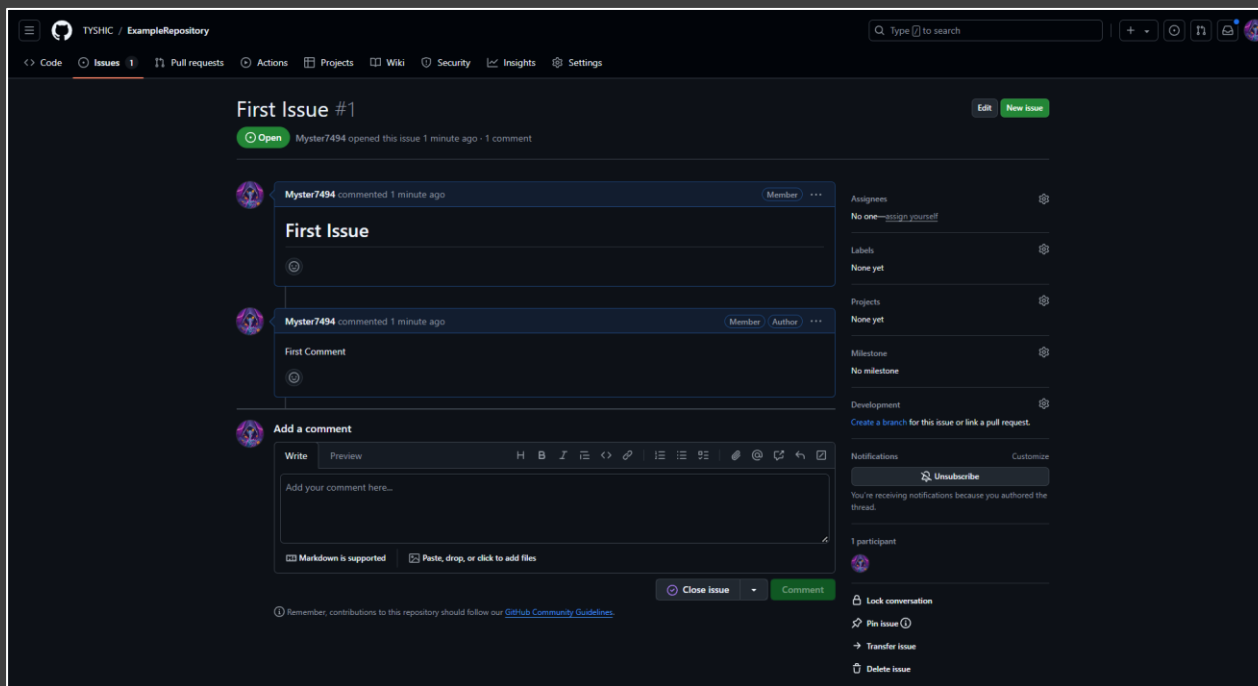 TYSHIC / ExampleRepository
Type / to search
Code Issues 1 Pull requests Actions Projects Wiki Security Insights Settings
First Issue #1
Edit New issue
Open Myster7494 opened this issue 1 minute ago · 1 comment
Myster7494 commented 1 minute ago Member ...
First Issue
Myster7494 commented 1 minute ago Member Author ...
First Comment
Add a comment
Write Preview H B I <> @
Add your comment here...
Markdown is supported Paste, drop, or click to add files
Close issue Comment
Remember, contributions to this repository should follow our GitHub Community Guidelines.
Assignees
No one—assign yourself
Labels
None yet
Projects
None yet
Milestone
No milestone
Development
Create a branch for this issue or link a pull request.
Notifications Customize
Unsubscribe
You're receiving notifications because you authored the
thread.
1 participant
Lock conversation
Pin issue
Transfer issue
Delete issue